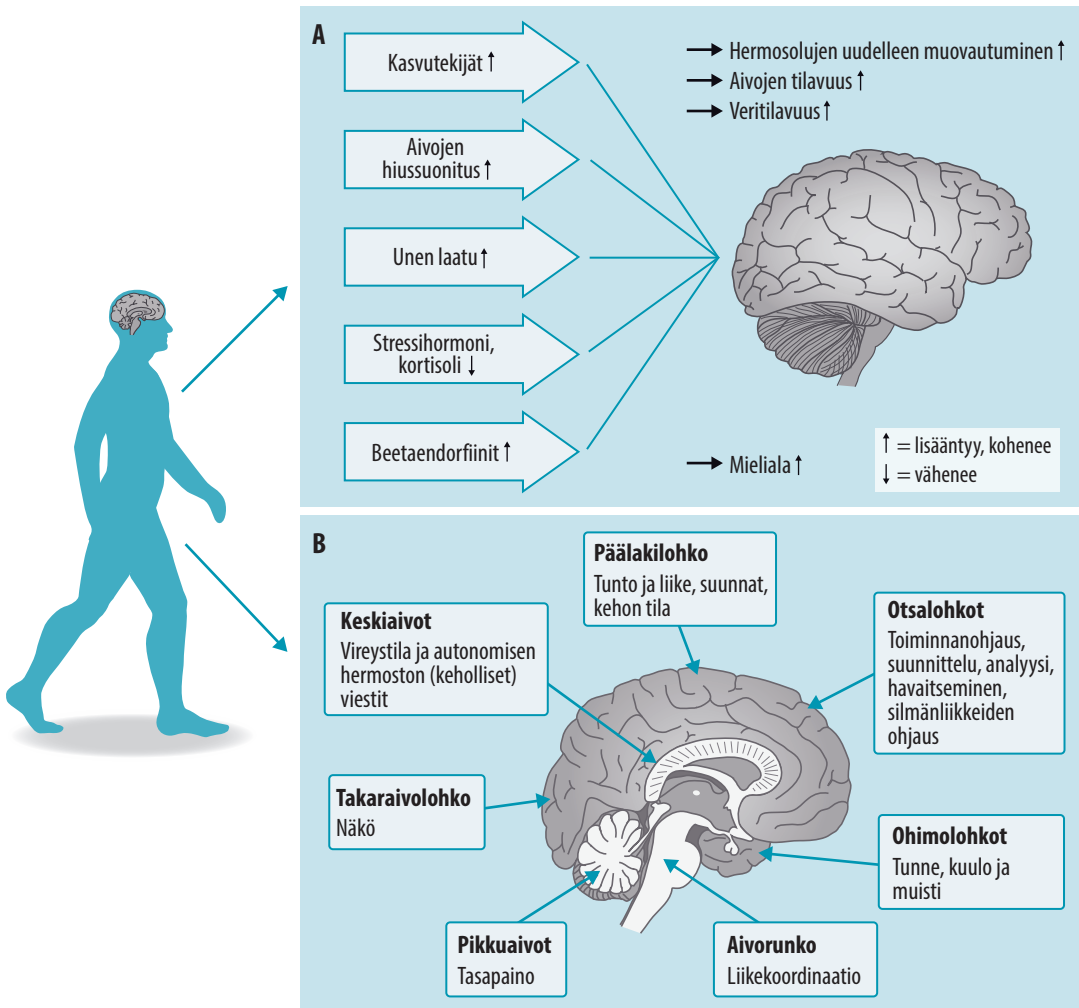 A
Kasvutekijät ↑
Aivojen
hiussuonitus ↑
Unen laatu ↑
Stressihormoni,
kortisoli ↓
Beetaendorfiinit ↑
→ Hermosolujen uudelleen muovautuminen ↑
→ Aivojen tilavuus ↑
→ Veritilavuus ↑
→ Mieliala ↑
↑ = lisääntyy, kohenee
↓ = vähenee
B
Päälakilohko
Tunto ja liike, suunnat,
kehon tila
Keskiaivot
Vireystila ja autonomisen
hermoston (keholliset)
viestit
Otsalohkot
Toiminnanohjaus,
suunnittelu, analyysi,
havaitseminen,
silmänliikkeiden
ohjaus
Takaraivolohko
Näkö
Ohimolohkot
Tunne, kuulo ja
muisti
Pikkuaivot
Tasapaino
Aivorunko
Liikekoordinaatio